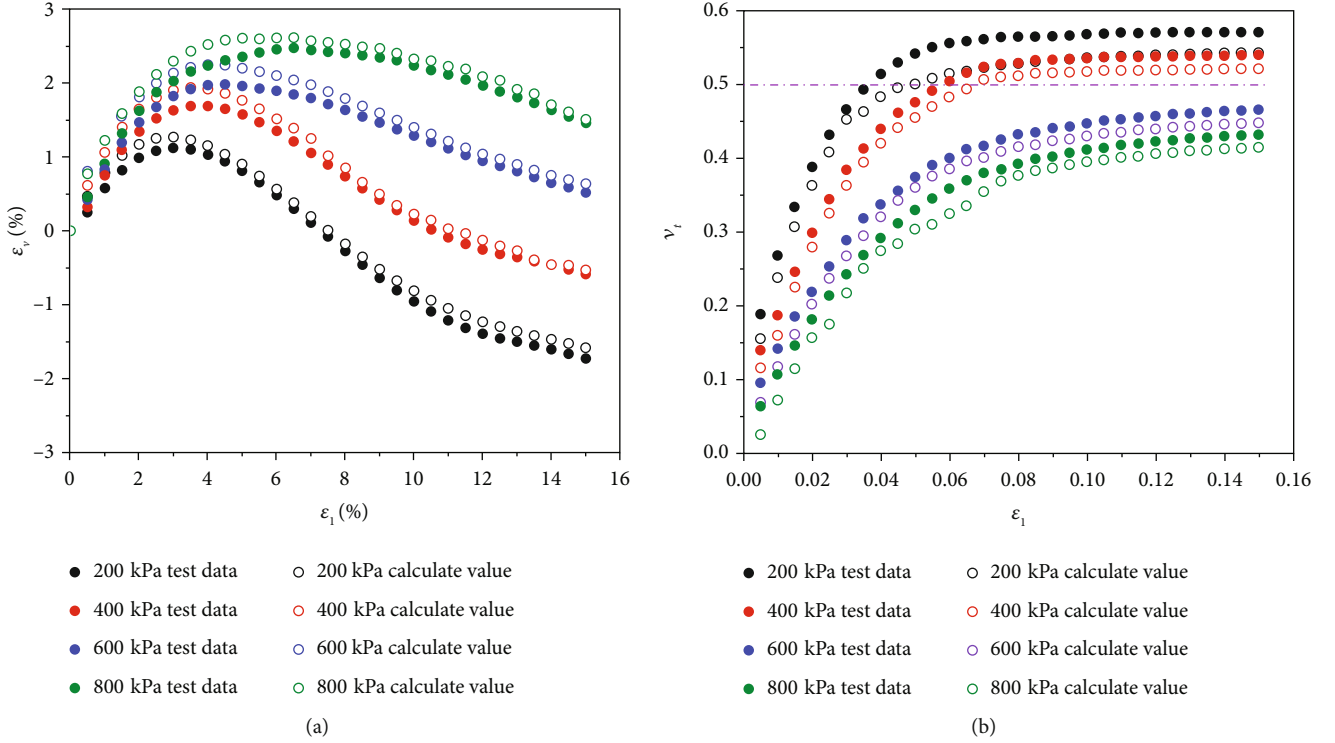 3
2
1
0
−1
−2
−3
εv (%)
0 2 4 6 8 10 12 14 16
ε1 (%)
200 kPa test data 200 kPa calculate value
400 kPa test data 400 kPa calculate value
600 kPa test data 600 kPa calculate value
800 kPa test data 800 kPa calculate value
(a)
0.6
0.5
0.4
0.3
0.2
0.1
0.0
νt
0.00 0.02 0.04 0.06 0.08 0.10 0.12 0.14 0.16
ε1
200 kPa test data 200 kPa calculate value
400 kPa test data 400 kPa calculate value
600 kPa test data 600 kPa calculate value
800 kPa test data 800 kPa calculate value
(b)